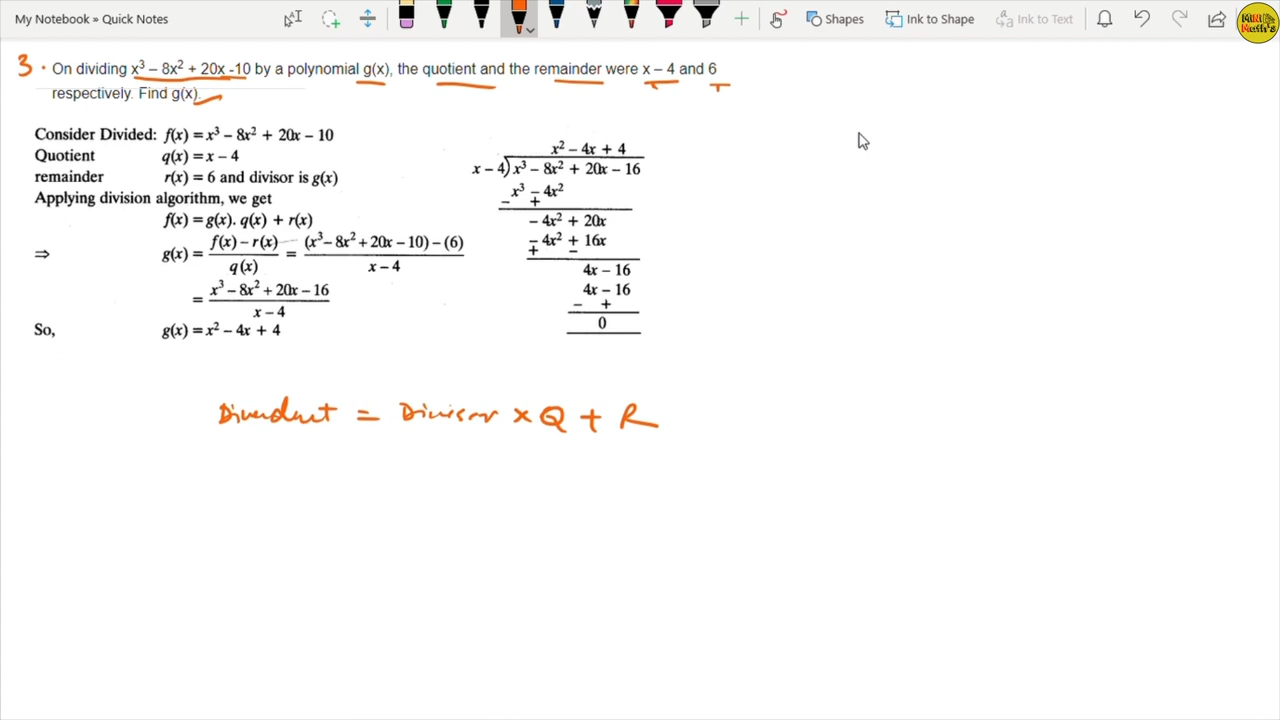 My Notebook » Quick Notes
Shapes
Ink to Shape
Ink to Text
3. On dividing x³ – 8x² + 20x -10 by a polynomial g(x), the quotient and the remainder were x – 4 and 6
respectively. Find g(x).
Consider Divided: f(x) = x³ – 8x² + 20x – 10
Quotient q(x) = x – 4
remainder r(x) = 6 and divisor is g(x)
Applying division algorithm, we get
f(x) = g(x). q(x) + r(x)
⇒ g(x) = f(x) – r(x) / q(x) = (x³ – 8x² + 20x – 10) – (6) / x – 4
= x³ – 8x² + 20x – 16 / x – 4
So, g(x) = x² – 4x + 4
x² – 4x + 4
x – 4) x³ – 8x² + 20x – 16
x³ – 4x²
– +
– 4x² + 20x
– 4x² + 16x
+ –
4x – 16
4x – 16
– +
0
Divendent = Divisor × Q + R